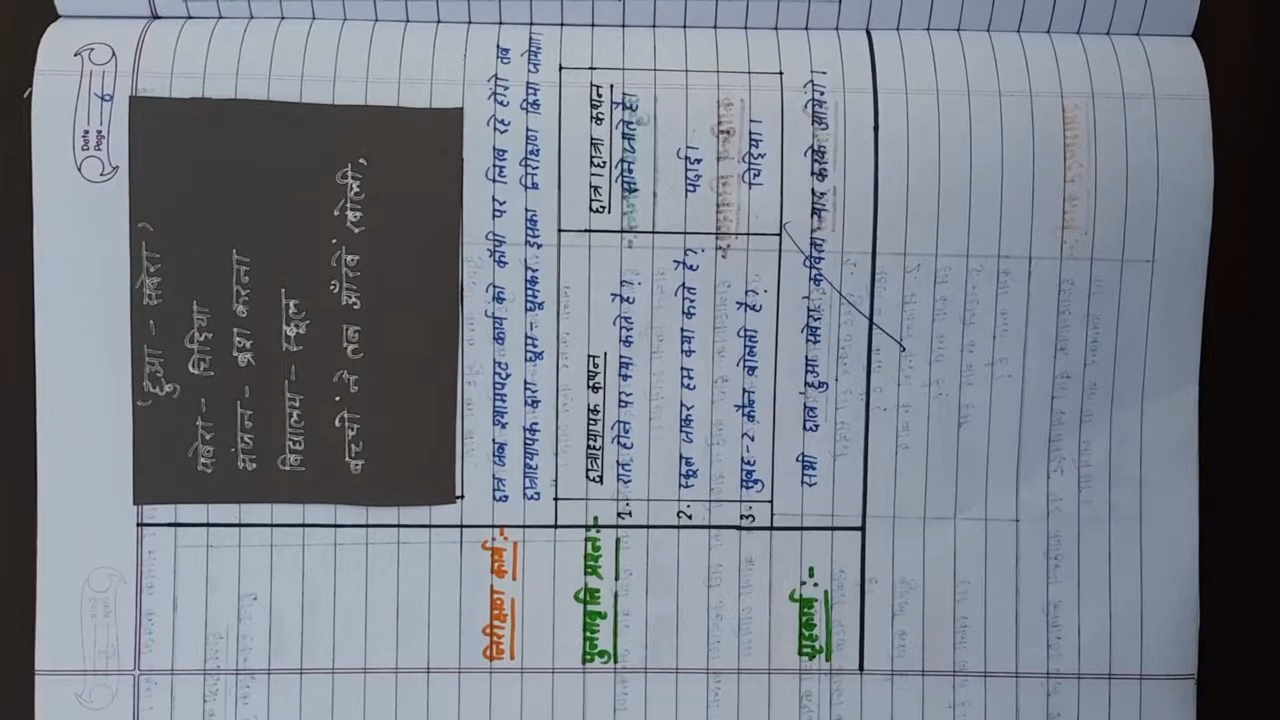 Date
Page 6
'हुआ - सवेरा'
सवेरा - चिड़िया
मंजन - ब्रश करना
विद्यालय - स्कूल
बच्चों ने तब आँखें खोली,
निरीक्षण कार्य:-
छात्र जब श्यामपट्ट कार्य को कॉपी पर लिख रहे होंगे तब
छात्राध्यापक द्वारा घूम-घूमकर इसका निरीक्षण किया जायेगा।
पुनरावृति प्रश्न:-
छात्राध्यापक कथन
छात्र/छात्रा कथन
1. रात होने पर क्या करते है?
सोने जाते है।
2. स्कूल जाकर हम क्या करते है?
पढ़ाई।
3. सुबह-2 कौन बोलती है?
चिड़िया।
गृहकार्य:-
सभी छात्र हुआ सवेरा कविता याद करके आयेंगे।